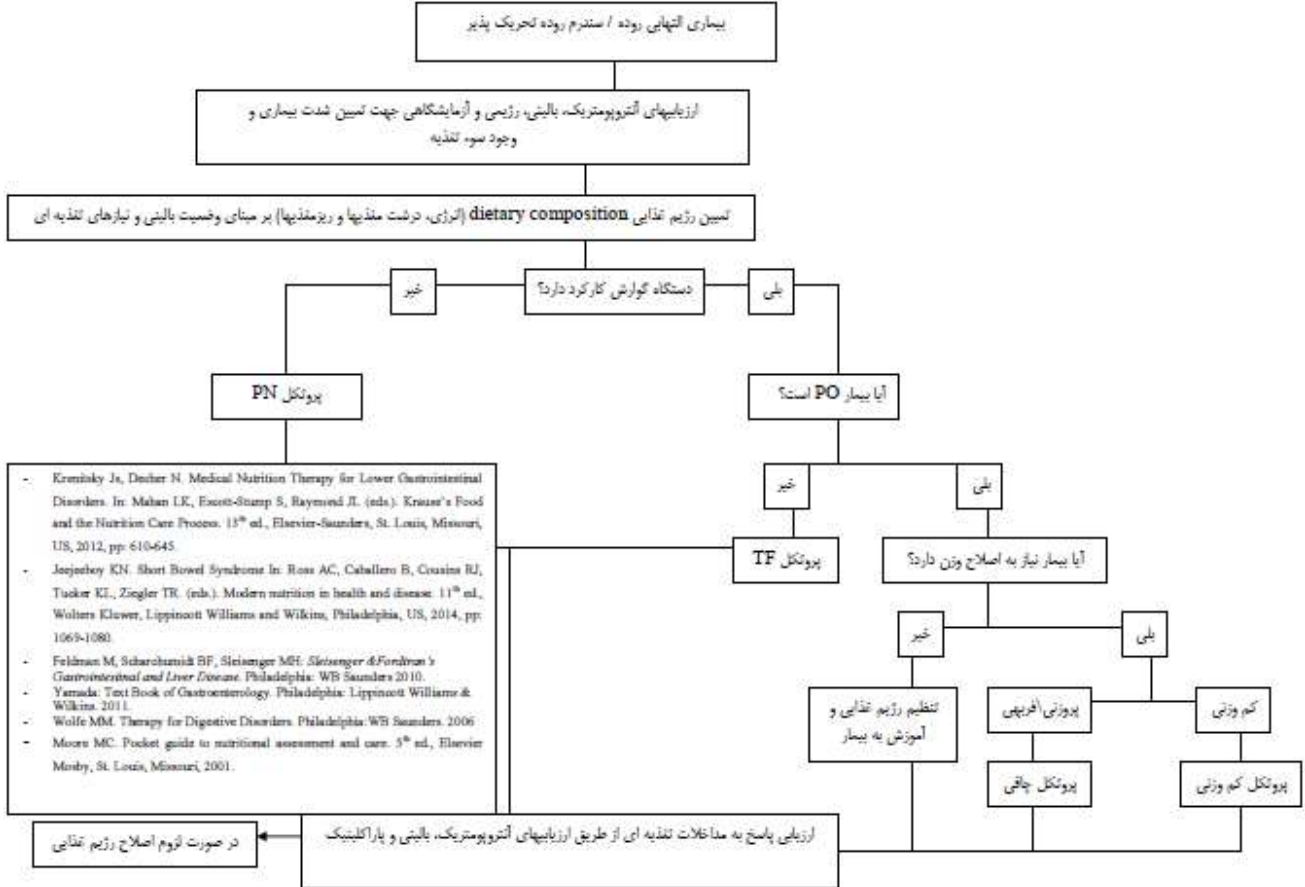 بیماری التهابی روده / سندرم روده تحریک پذیر
ارزیابیهای آنتروپومتریک، بالینی، رژیمی و آزمایشگاهی جهت تعیین شدت بیماری و
وجود سوء تغذیه
تعیین رژیم غذایی dietary composition (انرژی، درشت مغذیها و ریزمغذیها) بر مبنای وضعیت بالینی و نیازهای تغذیه ای
دستگاه گوارش کارکرد دارد؟
بلی
خیر
آیا بیمار PO است؟
پروتکل PN
بلی
خیر
آیا بیمار نیاز به اصلاح وزن دارد؟
پروتکل TF
بلی
خیر
کم وزنی
پروزنی\فربهی
تنظیم رژیم غذایی و
آموزش به بیمار
پروتکل کم وزنی
پروتکل چاقی
- Krenitsky Js, Decher N. Medical Nutrition Therapy for Lower Gastrointestinal
Disorders. In: Mahan LK, Escott-Stump S, Raymond JL. (eds.). Krause's Food
and the Nutrition Care Process. 13th ed., Elsevier-Saunders, St. Louis, Missouri,
US, 2012, pp: 610-645.
- Jeejeeboy KN. Short Bowel Syndrome In: Ross AC, Caballero B, Cousins RJ,
Tucker KL, Ziegler TR. (eds.). Modern nutrition in health and disease. 11th ed.,
Wolters Kluwer, Lippincott Williams and Wilkins, Philadelphia, US, 2014, pp:
1069-1080.
- Feldman M, Scharchumidt BF, Sleisenger MH: Sleisenger &Fordtran's
Gastrointestinal and Liver Disease. Philadelphia: WB Saunders 2010.
- Yamada: Text Book of Gastroenterology. Philadelphia: Lippincott Williams &
Wilkins. 2011.
- Wolfe MM. Therapy for Digestive Disorders. Philadelphia: WB Saunders. 2006
- Moore MC. Pocket guide to nutritional assessment and care. 5th ed., Elsevier
Mosby, St. Louis, Missouri, 2001.
ارزیابی پاسخ به مداخلات تغذیه ای از طریق ارزیابیهای آنتروپومتریک، بالینی و پاراکلینیک
در صورت لزوم اصلاح رژیم غذایی